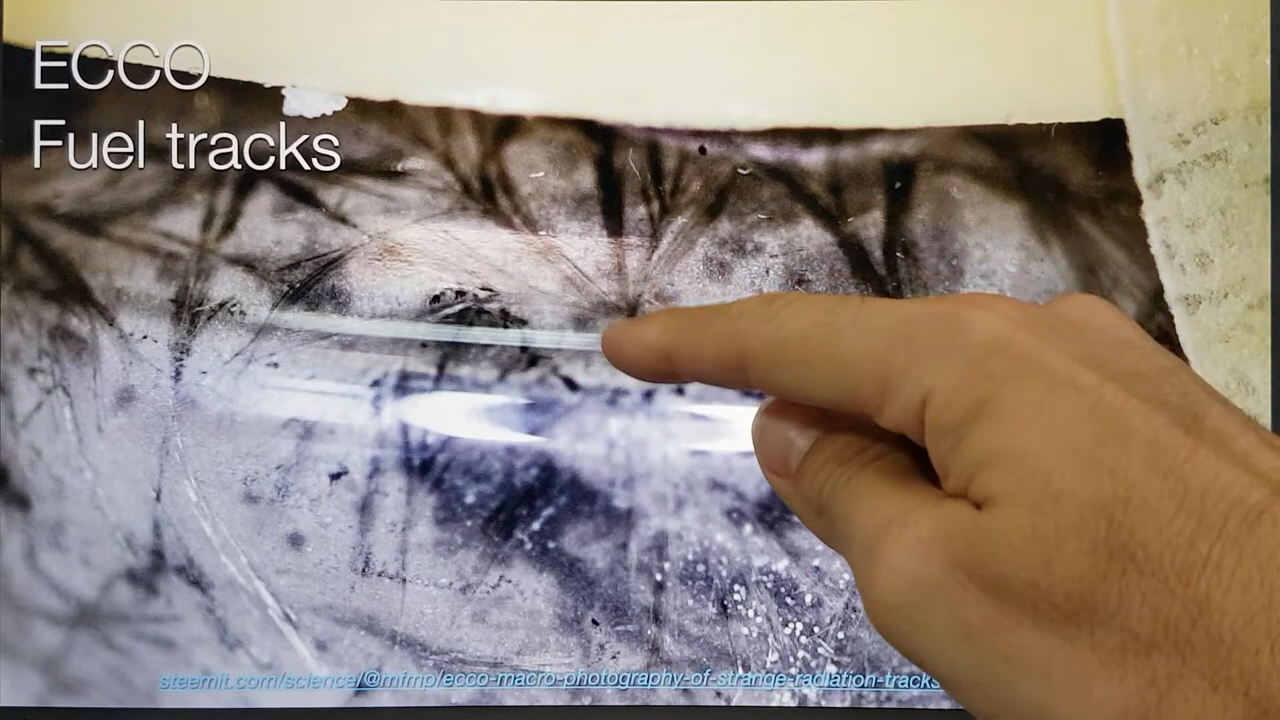 ECCO
Fuel tracks
steemit.com/science/@mfmp/ecco-macro-photography-of-strange-radiation-tracks